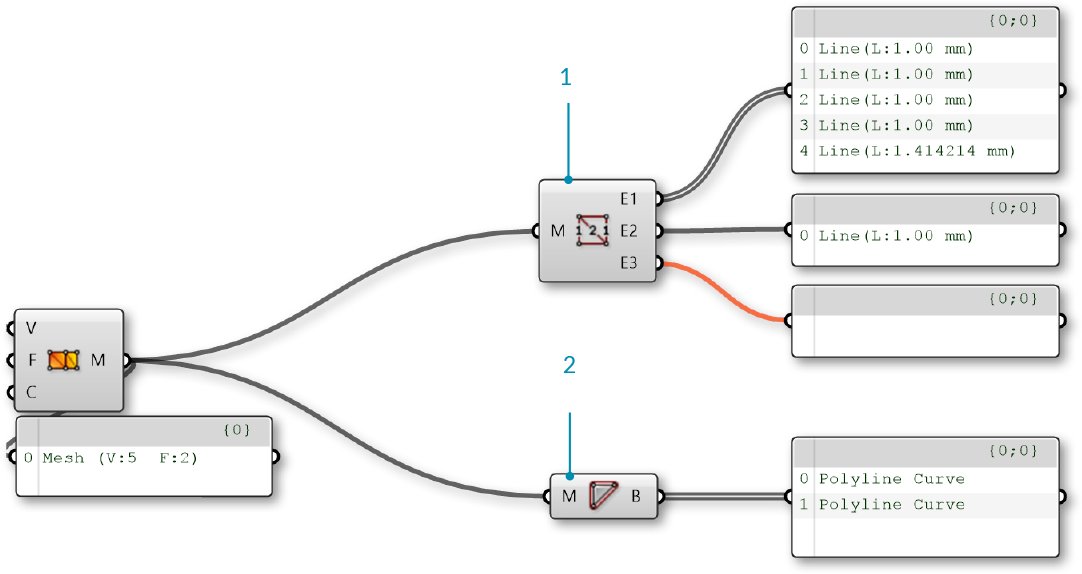 {0;0}
0 Line(L:1.00 mm)
1 Line(L:1.00 mm)
2 Line(L:1.00 mm)
3 Line(L:1.00 mm)
4 Line(L:1.414214 mm)
1
M 1 2 1 E1 E2 E3
{0;0}
0 Line(L:1.00 mm)
{0;0}
V
F M
C
{0}
0 Mesh (V:5 F:2)
2
M B
{0;0}
0 Polyline Curve
1 Polyline Curve